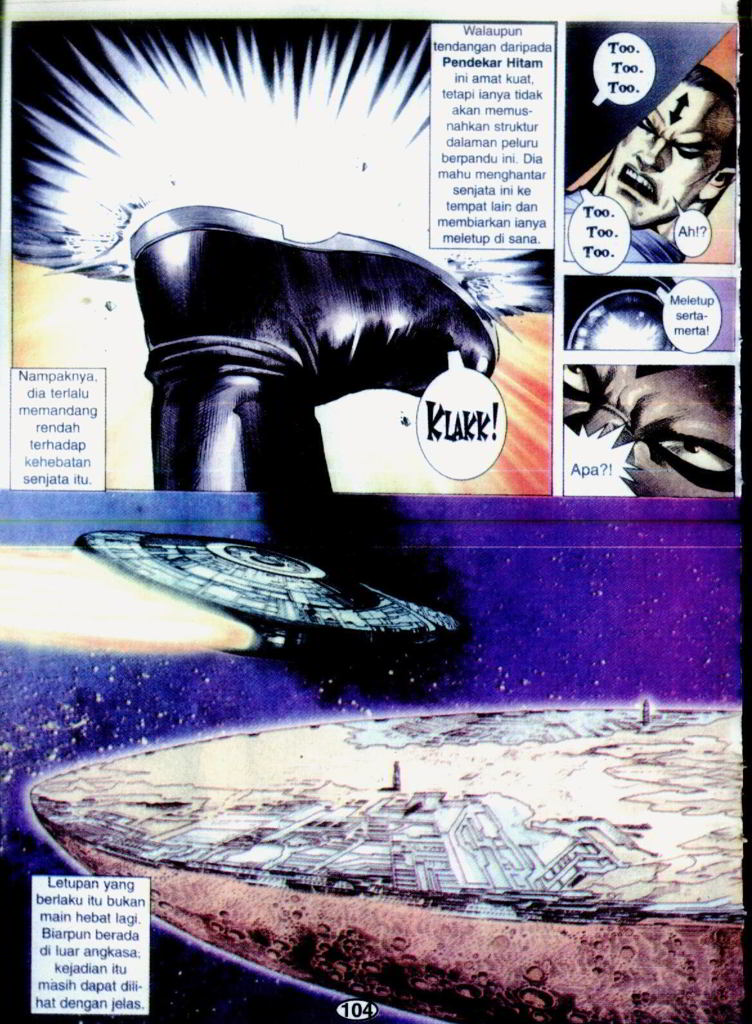 Walaupun
tendangan daripada
Pendekar Hitam
ini amat kuat,
tetapi ianya tidak
akan memus-
nahkan struktur
dalaman peluru
berpandu ini. Dia
mahu menghantar
senjata ini ke
tempat lain dan
membiarkan ianya
meletup di sana.
Nampaknya,
dia terlalu
memandang
rendah
terhadap
kehebatan
senjata itu.
KLAKK!
Too.
Too.
Too.
Too.
Too.
Too.
Ah!?
Meletup
serta-
merta!
Apa?!
Letupan yang
berlaku itu bukan
main hebat lagi.
Biarpun berada
di luar angkasa;
kejadian itu
masih dapat dili-
hat dengan jelas.
104